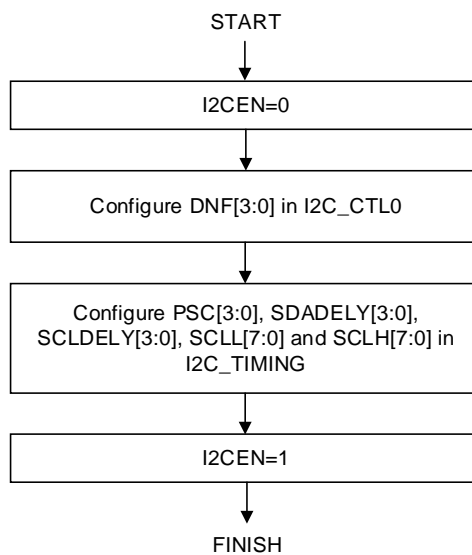 START
I2CEN=0
Configure DNF[3:0] in I2C_CTL0
Configure PSC[3:0], SDADELY[3:0],
SCLDELY[3:0], SCLL[7:0] and SCLH[7:0] in
I2C_TIMING
I2CEN=1
FINISH